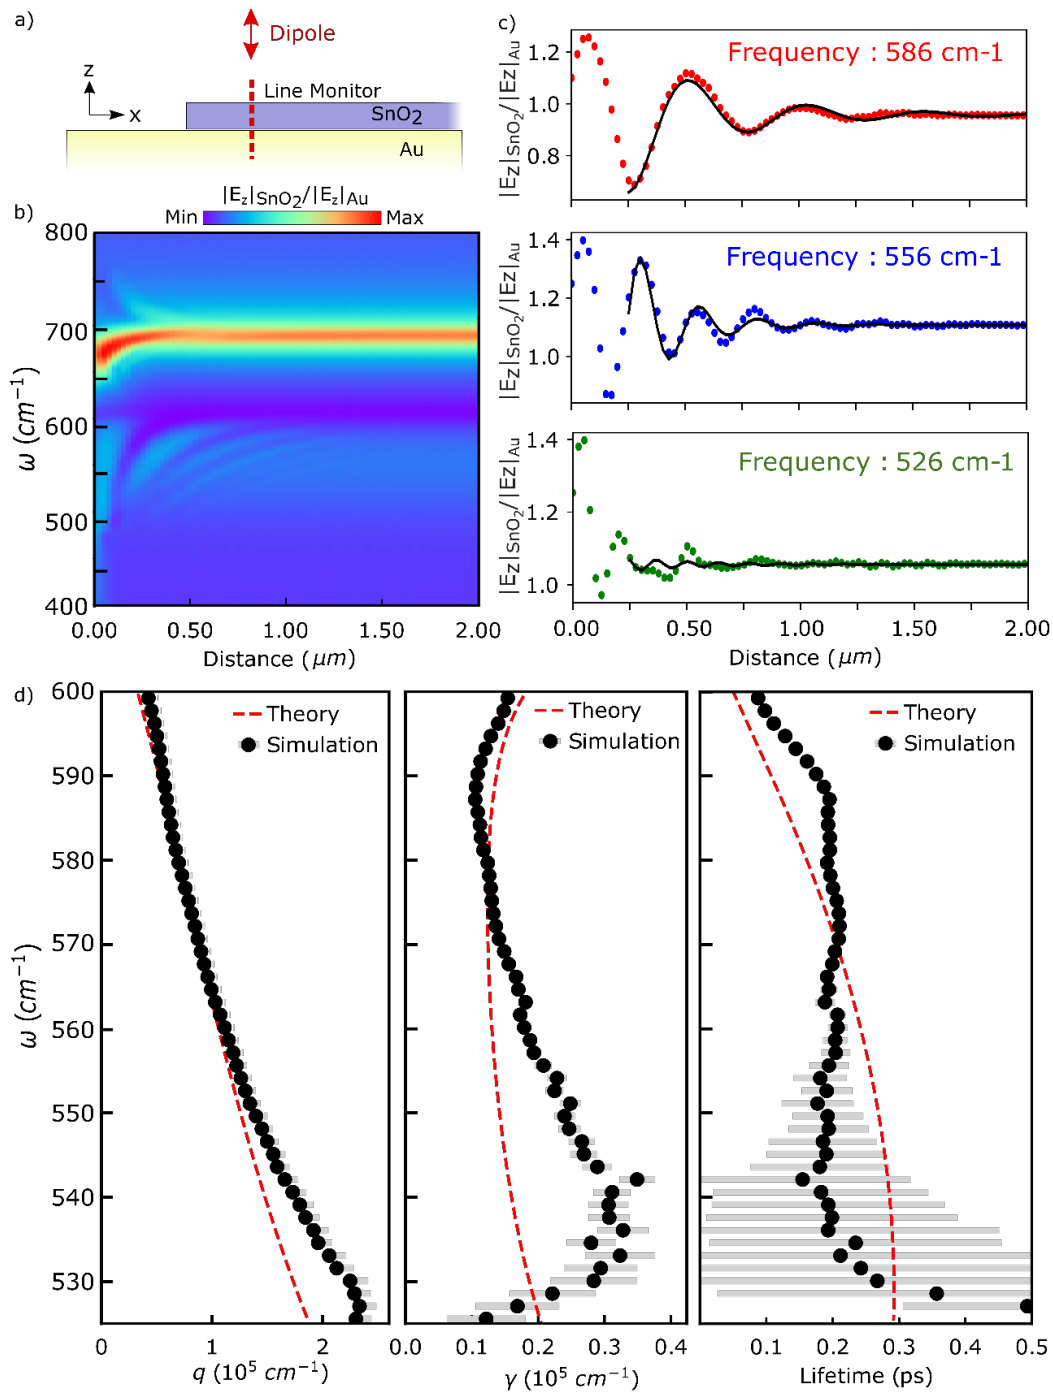 a)
Dipole
z
x
Line Monitor
SnO2
Au
b)
|Ez|SnO2/|Ez|Au
Min
Max
800
700
600
500
400
ω (cm−1)
0.00 0.50 1.00 1.50 2.00
Distance (μm)
c)
Frequency : 586 cm-1
|Ez|SnO2/|Ez|Au
1.2
1.0
0.8
Frequency : 556 cm-1
|Ez|SnO2/|Ez|Au
1.4
1.2
1.0
Frequency : 526 cm-1
|Ez|SnO2/|Ez|Au
1.4
1.2
1.0
0.00 0.50 1.00 1.50 2.00
Distance (μm)
d)
600
590
580
570
560
550
540
530
ω (cm−1)
Theory
Simulation
0 1 2
q (10⁵ cm−1)
Theory
Simulation
0.0 0.1 0.2 0.3 0.4
γ (10⁵ cm−1)
Theory
Simulation
0.1 0.2 0.3 0.4 0.5
Lifetime (ps)